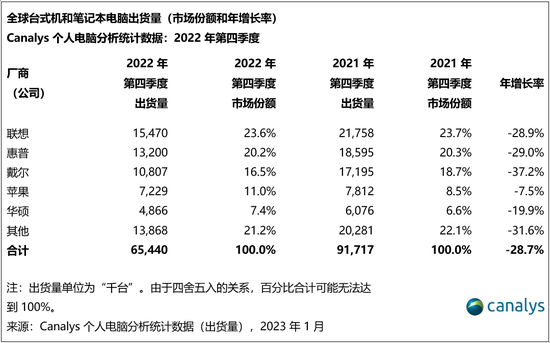 全球台式机和笔记本电脑出货量（市场份额和年增长率）
Canalys 个人电脑分析统计数据：2022 年第四季度
厂商（公司） 2022 年第四季度出货量 2022 年第四季度市场份额 2021 年第四季度出货量 2021 年第四季度市场份额 年增长率
联想 15,470 23.6% 21,758 23.7% -28.9%
惠普 13,200 20.2% 18,595 20.3% -29.0%
戴尔 10,807 16.5% 17,195 18.7% -37.2%
苹果 7,229 11.0% 7,812 8.5% -7.5%
华硕 4,866 7.4% 6,076 6.6% -19.9%
其他 13,868 21.2% 20,281 22.1% -31.6%
合计 65,440 100.0% 91,717 100.0% -28.7%
注：出货量单位为“千台”。由于四舍五入的关系，百分比合计可能无法达
到 100%。
来源：Canalys 个人电脑分析统计数据（出货量），2023 年 1 月
canalys